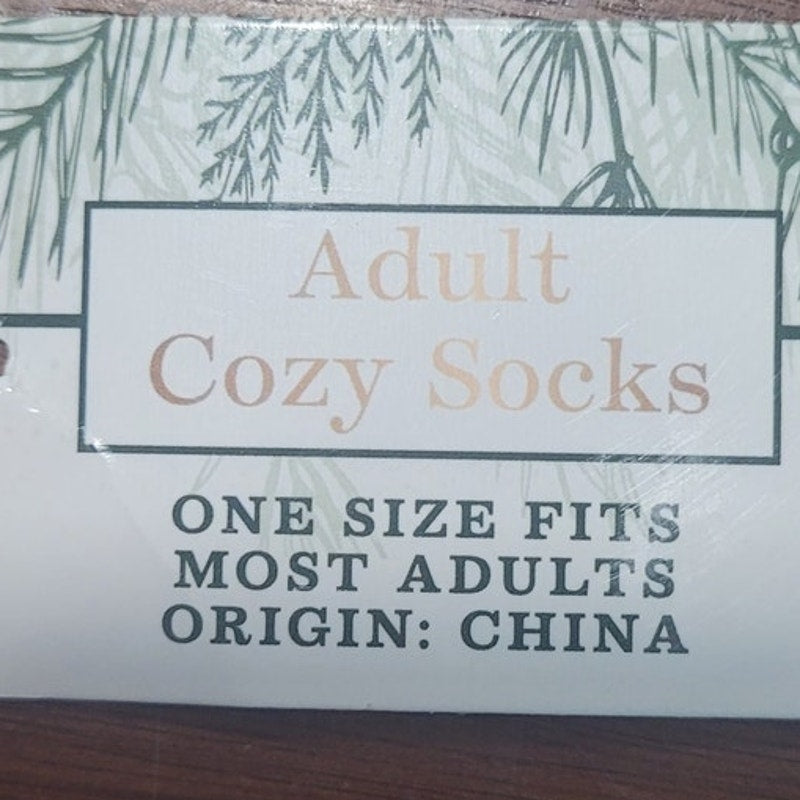 Adult
Cozy Socks
ONE SIZE FITS
MOST ADULTS
ORIGIN: CHINA